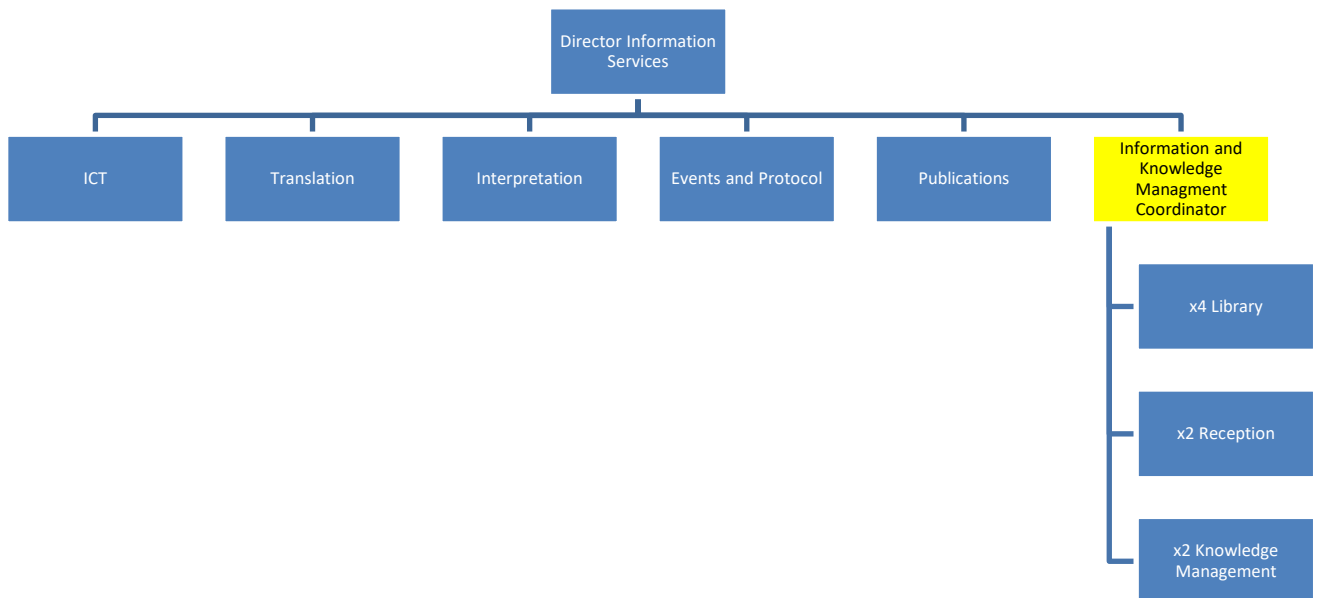 Director Information
Services
ICT
Translation
Interpretation
Events and Protocol
Publications
Information and
Knowledge
Managment
Coordinator
x4 Library
x2 Reception
x2 Knowledge
Management